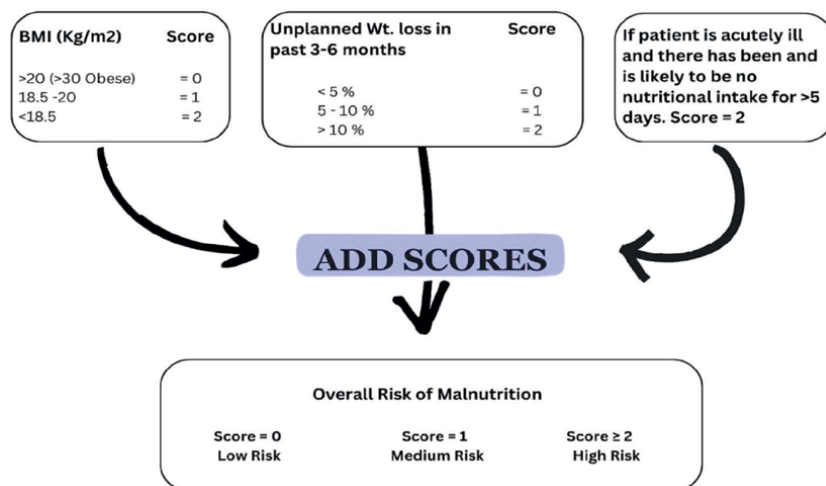 BMI (Kg/m2) Score
>20 (>30 Obese) = 0
18.5 -20 = 1
<18.5 = 2
Unplanned Wt. loss in Score
past 3-6 months
< 5 % = 0
5 - 10 % = 1
> 10 % = 2
If patient is acutely ill
and there has been and
is likely to be no
nutritional intake for >5
days. Score = 2
ADD SCORES
Overall Risk of Malnutrition
Score = 0 Score = 1 Score ≥ 2
Low Risk Medium Risk High Risk